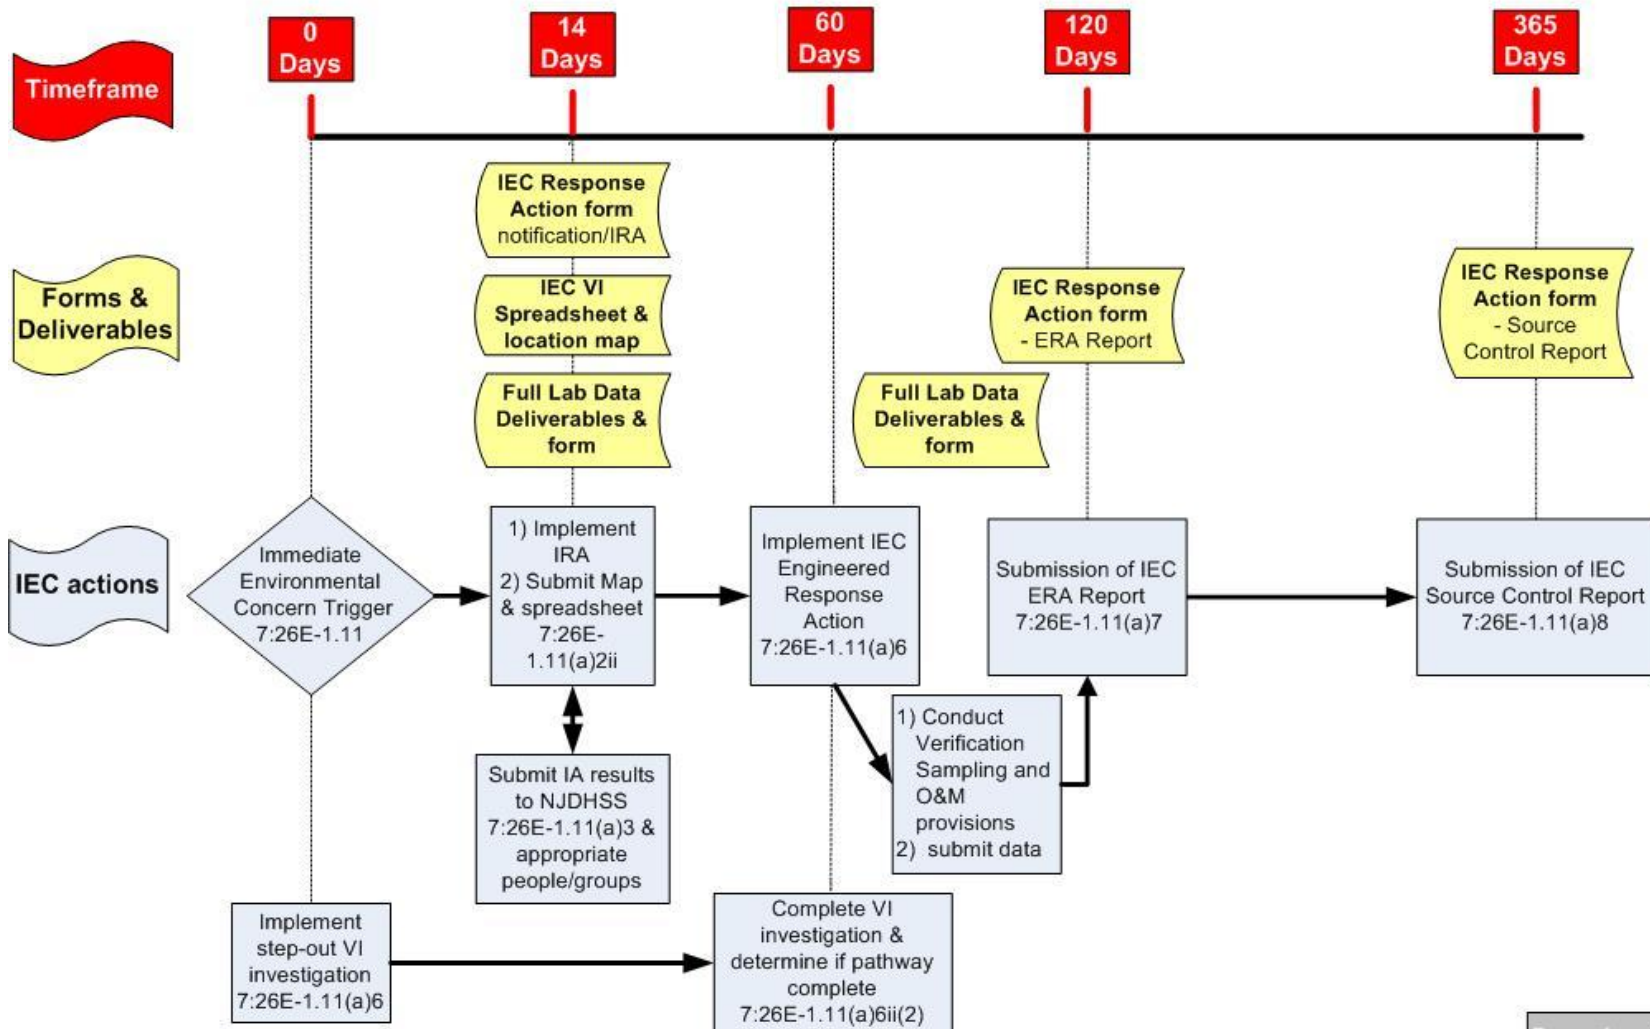 0
Days
14
Days
60
Days
120
Days
365
Days
Timeframe
IEC Response
Action form
notification/IRA
IEC VI
Spreadsheet &
location map
Full Lab Data
Deliverables &
form
Forms &
Deliverables
IEC Response
Action form
- ERA Report
Full Lab Data
Deliverables &
form
IEC Response
Action form
- Source
Control Report
IEC actions
Immediate
Environmental
Concern Trigger
7:26E-1.11
1) Implement
IRA
2) Submit Map
& spreadsheet
7:26E-
1.11(a)2ii
Implement IEC
Engineered
Response
Action
7:26E-1.11(a)6
Submission of IEC
ERA Report
7:26E-1.11(a)7
Submission of IEC
Source Control Report
7:26E-1.11(a)8
Submit IA results
to NJDHSS
7:26E-1.11(a)3 &
appropriate
people/groups
1) Conduct
Verification
Sampling and
O&M
provisions
2) submit data
Implement
step-out VI
investigation
7:26E-1.11(a)6
Complete VI
investigation &
determine if pathway
complete
7:26E-1.11(a)6ii(2)